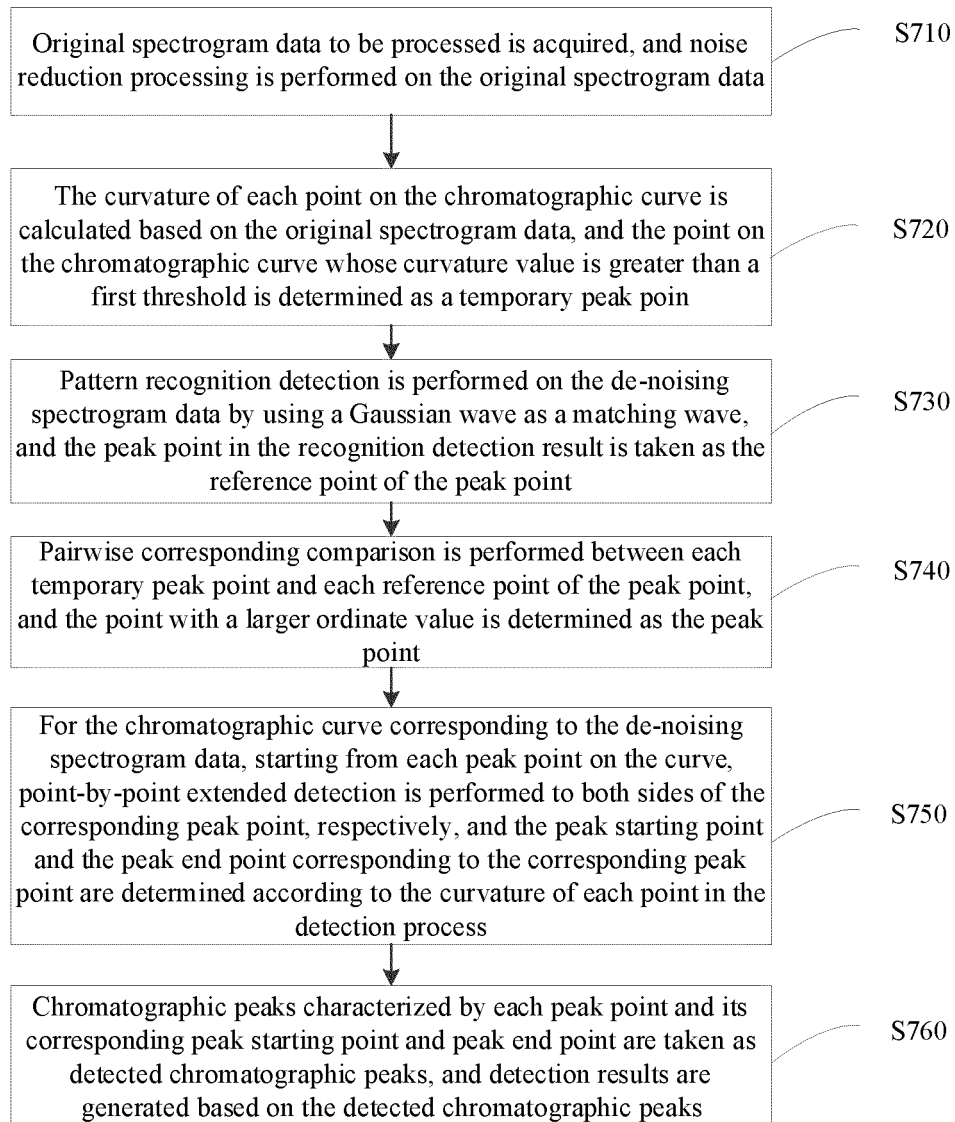 Original spectrogram data to be processed is acquired, and noise
reduction processing is performed on the original spectrogram data
S710
The curvature of each point on the chromatographic curve is
calculated based on the original spectrogram data, and the point on
the chromatographic curve whose curvature value is greater than a
first threshold is determined as a temporary peak poin
S720
Pattern recognition detection is performed on the de-noising
spectrogram data by using a Gaussian wave as a matching wave,
and the peak point in the recognition detection result is taken as the
reference point of the peak point
S730
Pairwise corresponding comparison is performed between each
temporary peak point and each reference point of the peak point,
and the point with a larger ordinate value is determined as the peak
point
S740
For the chromatographic curve corresponding to the de-noising
spectrogram data, starting from each peak point on the curve,
point-by-point extended detection is performed to both sides of the
corresponding peak point, respectively, and the peak starting point
and the peak end point corresponding to the corresponding peak
point are determined according to the curvature of each point in the
detection process
S750
Chromatographic peaks characterized by each peak point and its
corresponding peak starting point and peak end point are taken as
detected chromatographic peaks, and detection results are
generated based on the detected chromatographic peaks
S760